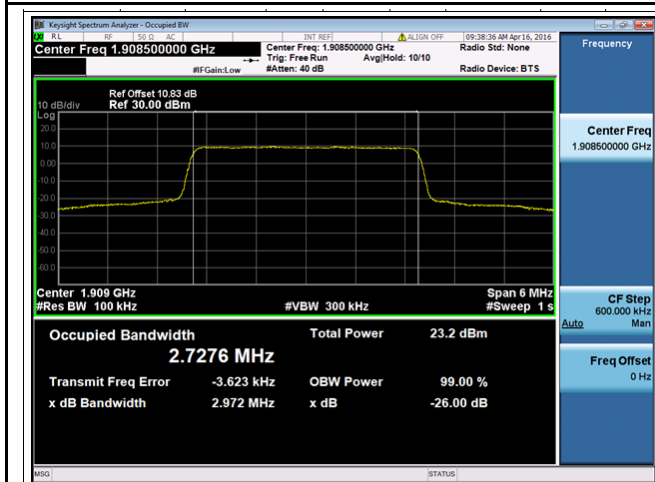 Keysight Spectrum Analyzer - Occupied BW
RL RF 50 Ω AC INT REF ALIGN OFF 09:38:36 AM Apr 16, 2016
Center Freq 1.908500000 GHz
Center Freq: 1.908500000 GHz
Radio Std: None
Trig: Free Run Avg|Hold: 10/10
#IFGain:Low #Atten: 40 dB Radio Device: BTS
Frequency
Ref Offset 10.83 dB
10 dB/div Ref 30.00 dBm
Log
20.0
10.0
0.00
-10.0
-20.0
-30.0
-40.0
-50.0
-60.0
Center 1.909 GHz Span 6 MHz
#Res BW 100 kHz #VBW 300 kHz #Sweep 1 s
Occupied Bandwidth Total Power 23.2 dBm
2.7276 MHz
Transmit Freq Error -3.623 kHz OBW Power 99.00 %
x dB Bandwidth 2.972 MHz x dB -26.00 dB
Center Freq
1.908500000 GHz
CF Step
600.000 kHz
Auto Man
Freq Offset
0 Hz
MSG STATUS